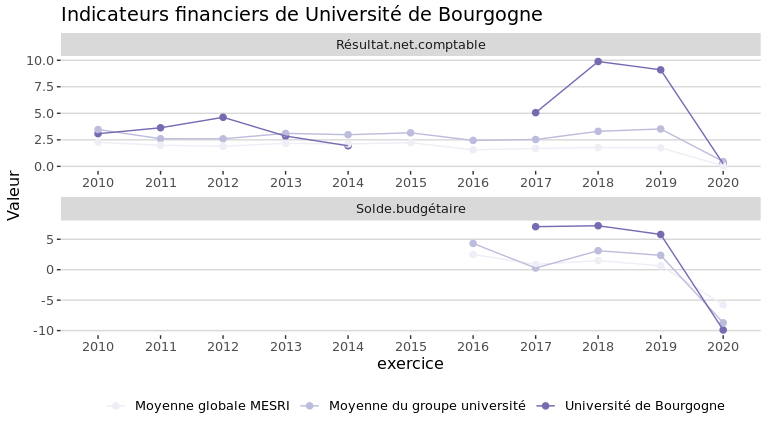 Indicateurs financiers de Université de Bourgogne
Résultat.net.comptable
10.0
7.5
5.0
2.5
0.0
2010 2011 2012 2013 2014 2015 2016 2017 2018 2019 2020
Valeur
Solde.budgétaire
5
0
-5
-10
2010 2011 2012 2013 2014 2015 2016 2017 2018 2019 2020
exercice
Moyenne globale MESRI Moyenne du groupe université Université de Bourgogne